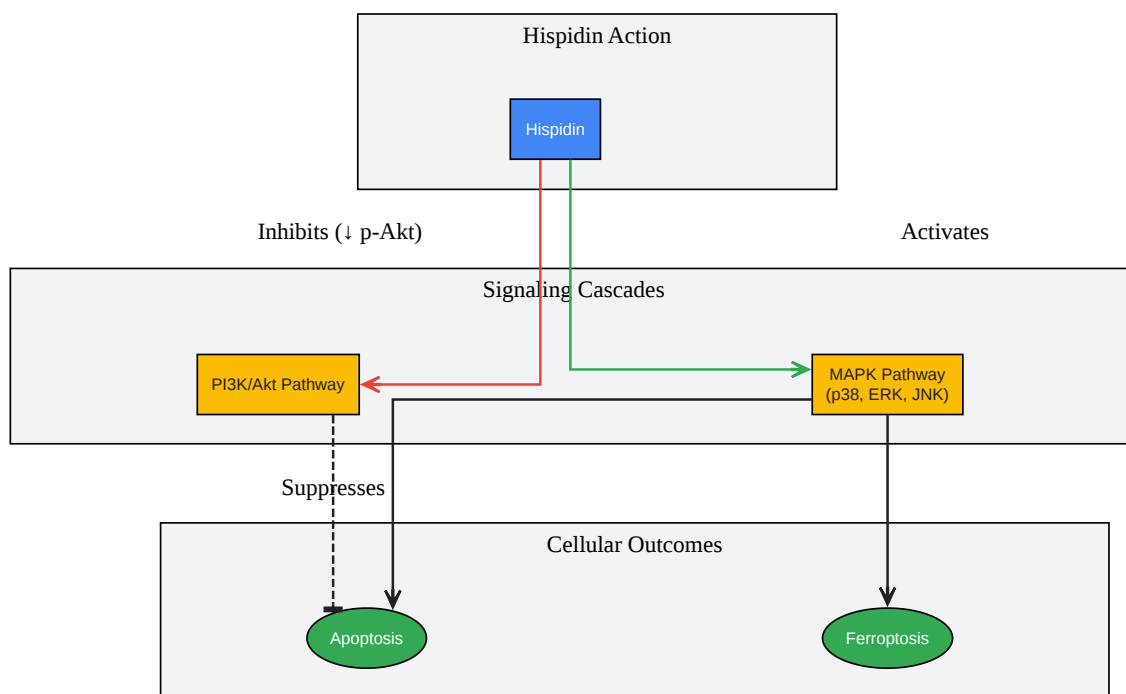 Hispidin Action
Hispidin
Inhibits (↓ p-Akt)
Activates
Signaling Cascades
PI3K/Akt Pathway
MAPK Pathway
(p38, ERK, JNK)
Suppresses
Cellular Outcomes
Apoptosis
Ferroptosis